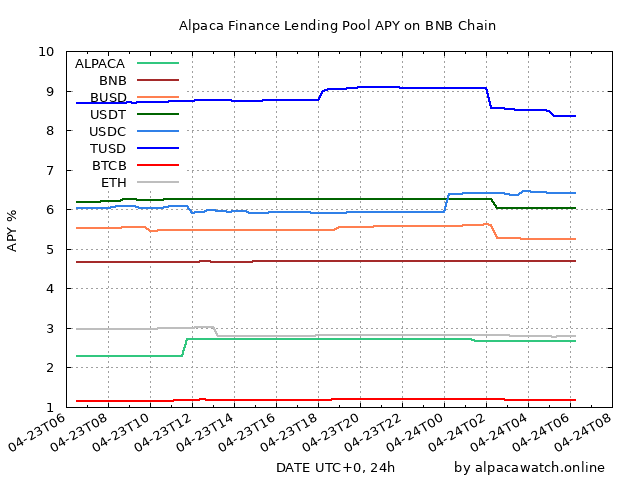 Alpaca Finance Lending Pool APY on BNB Chain
10
9
8
7
6
5
4
3
2
1
APY %
ALPACA
BNB
BUSD
USDT
USDC
TUSD
BTCB
ETH
04-23T06
04-23T08
04-23T10
04-23T12
04-23T14
04-23T16
04-23T18
04-23T20
04-23T22
04-24T00
04-24T02
04-24T04
04-24T06
04-24T08
DATE UTC+0, 24h
by alpacawatch.online